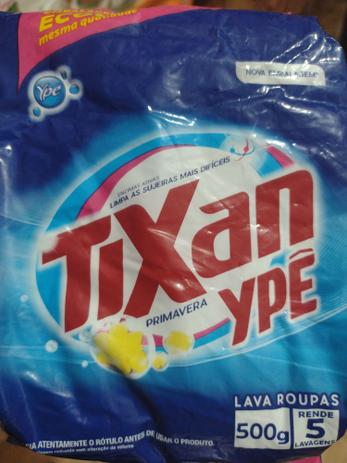 ECO
mesma qualidade
Ypê
NOVA EMBALAGEM*
ENZIMAS ATIVAS
LIMPA AS SUJEIRAS MAIS DIFÍCEIS
TiXan
YPÊ
PRIMAVERA
LAVA ROUPAS
500g
RENDE
5
LAVAGENS
ATENTAMENTE O RÓTULO ANTES DE USAR O PRODUTO.